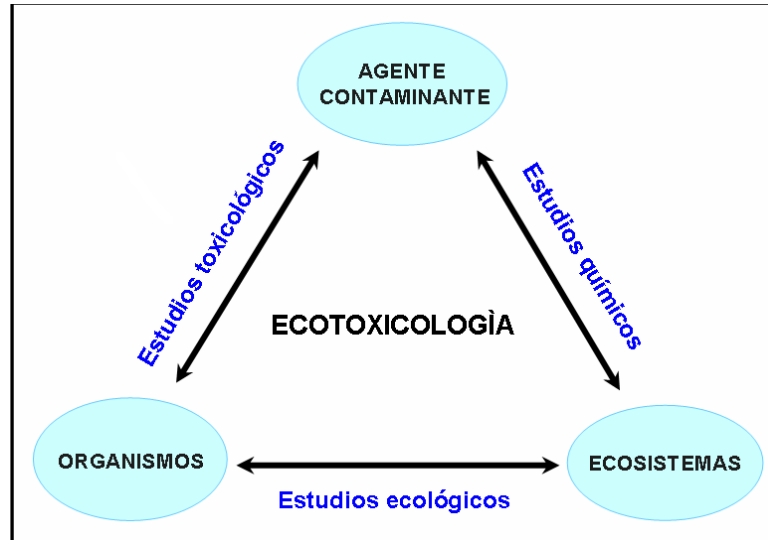 AGENTE
CONTAMINANTE
Estudios toxicológicos
Estudios químicos
ECOTOXICOLOGÌA
ORGANISMOS
ECOSISTEMAS
Estudios ecológicos